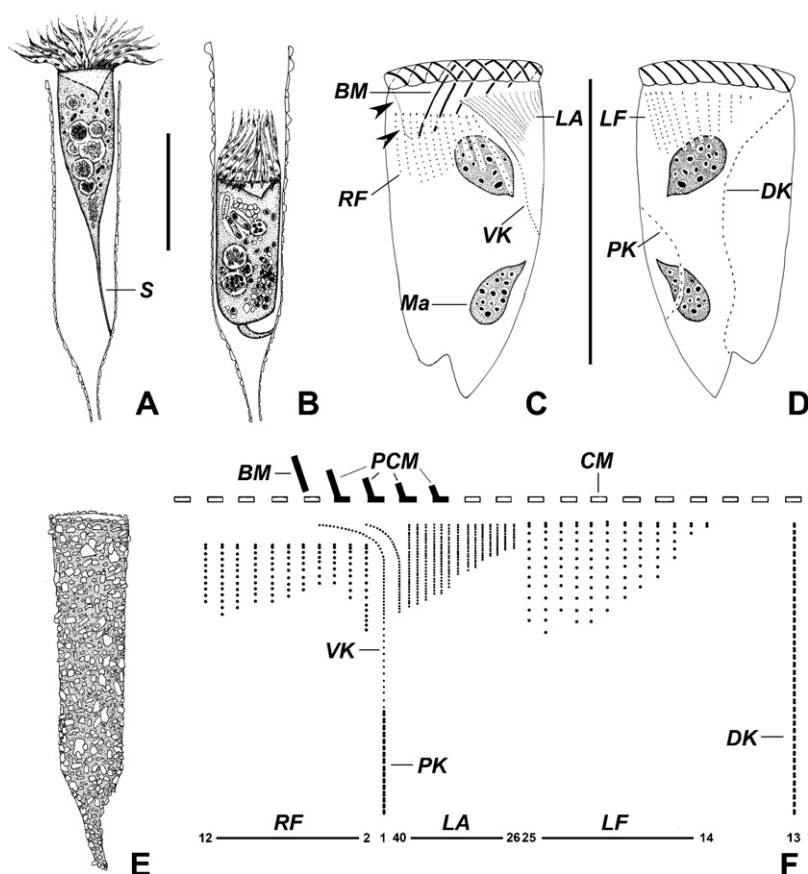 S
A
B
BM
RF
Ma
LA
VK
C
LF
DK
PK
D
E
BM
PCM
CM
VK
PK
DK
12 RF 2 1 40 LA 26 25 LF 14 13
F